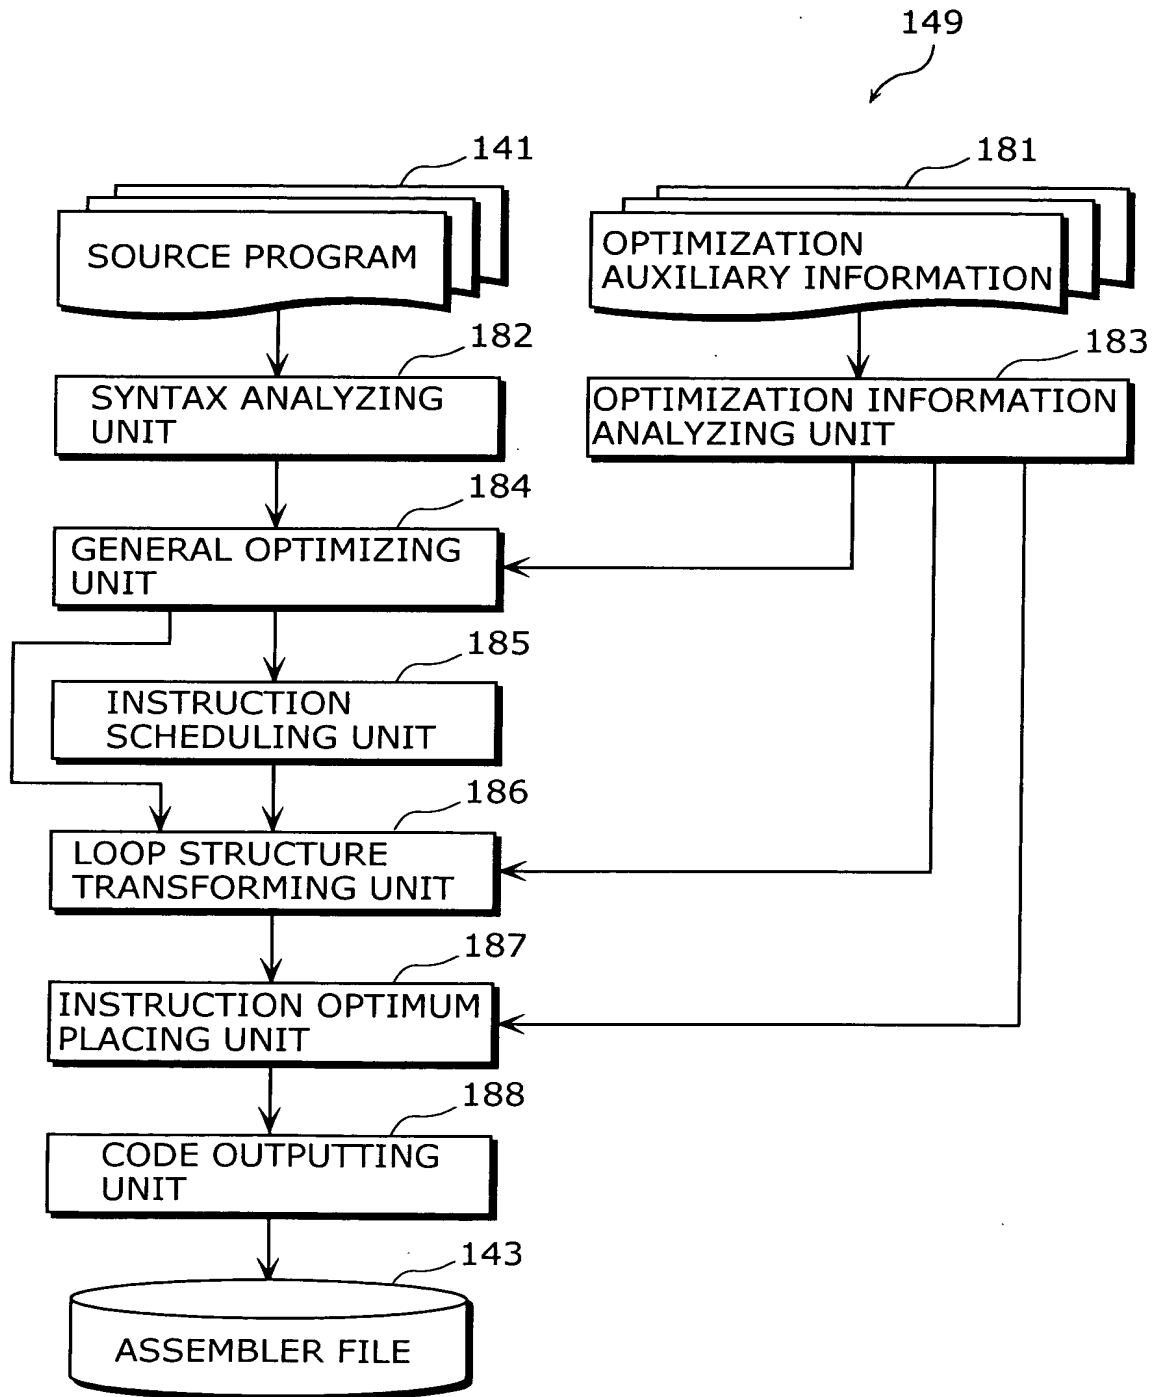 149
141
181
SOURCE PROGRAM
OPTIMIZATION
AUXILIARY INFORMATION
182
183
SYNTAX ANALYZING
UNIT
OPTIMIZATION INFORMATION
ANALYZING UNIT
184
GENERAL OPTIMIZING
UNIT
185
INSTRUCTION
SCHEDULING UNIT
186
LOOP STRUCTURE
TRANSFORMING UNIT
187
INSTRUCTION OPTIMUM
PLACING UNIT
188
CODE OUTPUTTING
UNIT
143
ASSEMBLER FILE